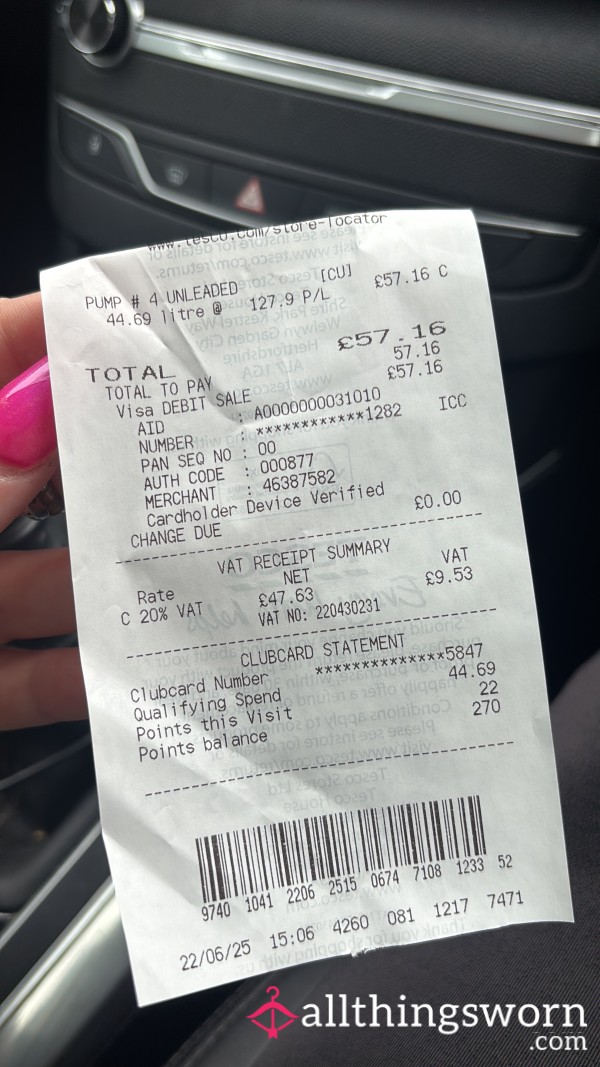 www.tesco.com/store-locator
PUMP # 4 UNLEADED [CU] £57.16 C
44.69 litre @ 127.9 P/L
TOTAL £57.16
TOTAL TO PAY 57.16
Visa DEBIT SALE £57.16
AID : A0000000031010
NUMBER : ************1282 ICC
PAN SEQ NO : 00
AUTH CODE : 000877
MERCHANT : 46387582
Cardholder Device Verified
CHANGE DUE £0.00
VAT RECEIPT SUMMARY
Rate NET VAT
C 20% VAT £47.63 £9.53
VAT NO: 220430231
CLUBCARD STATEMENT
Clubcard Number **************5847
Qualifying Spend 44.69
Points this Visit 22
Points balance 270
9740 1041 2206 2515 0674 7108 1233 52
22/06/25 15:06 4260 081 1217 7471
allthingsworn
.com